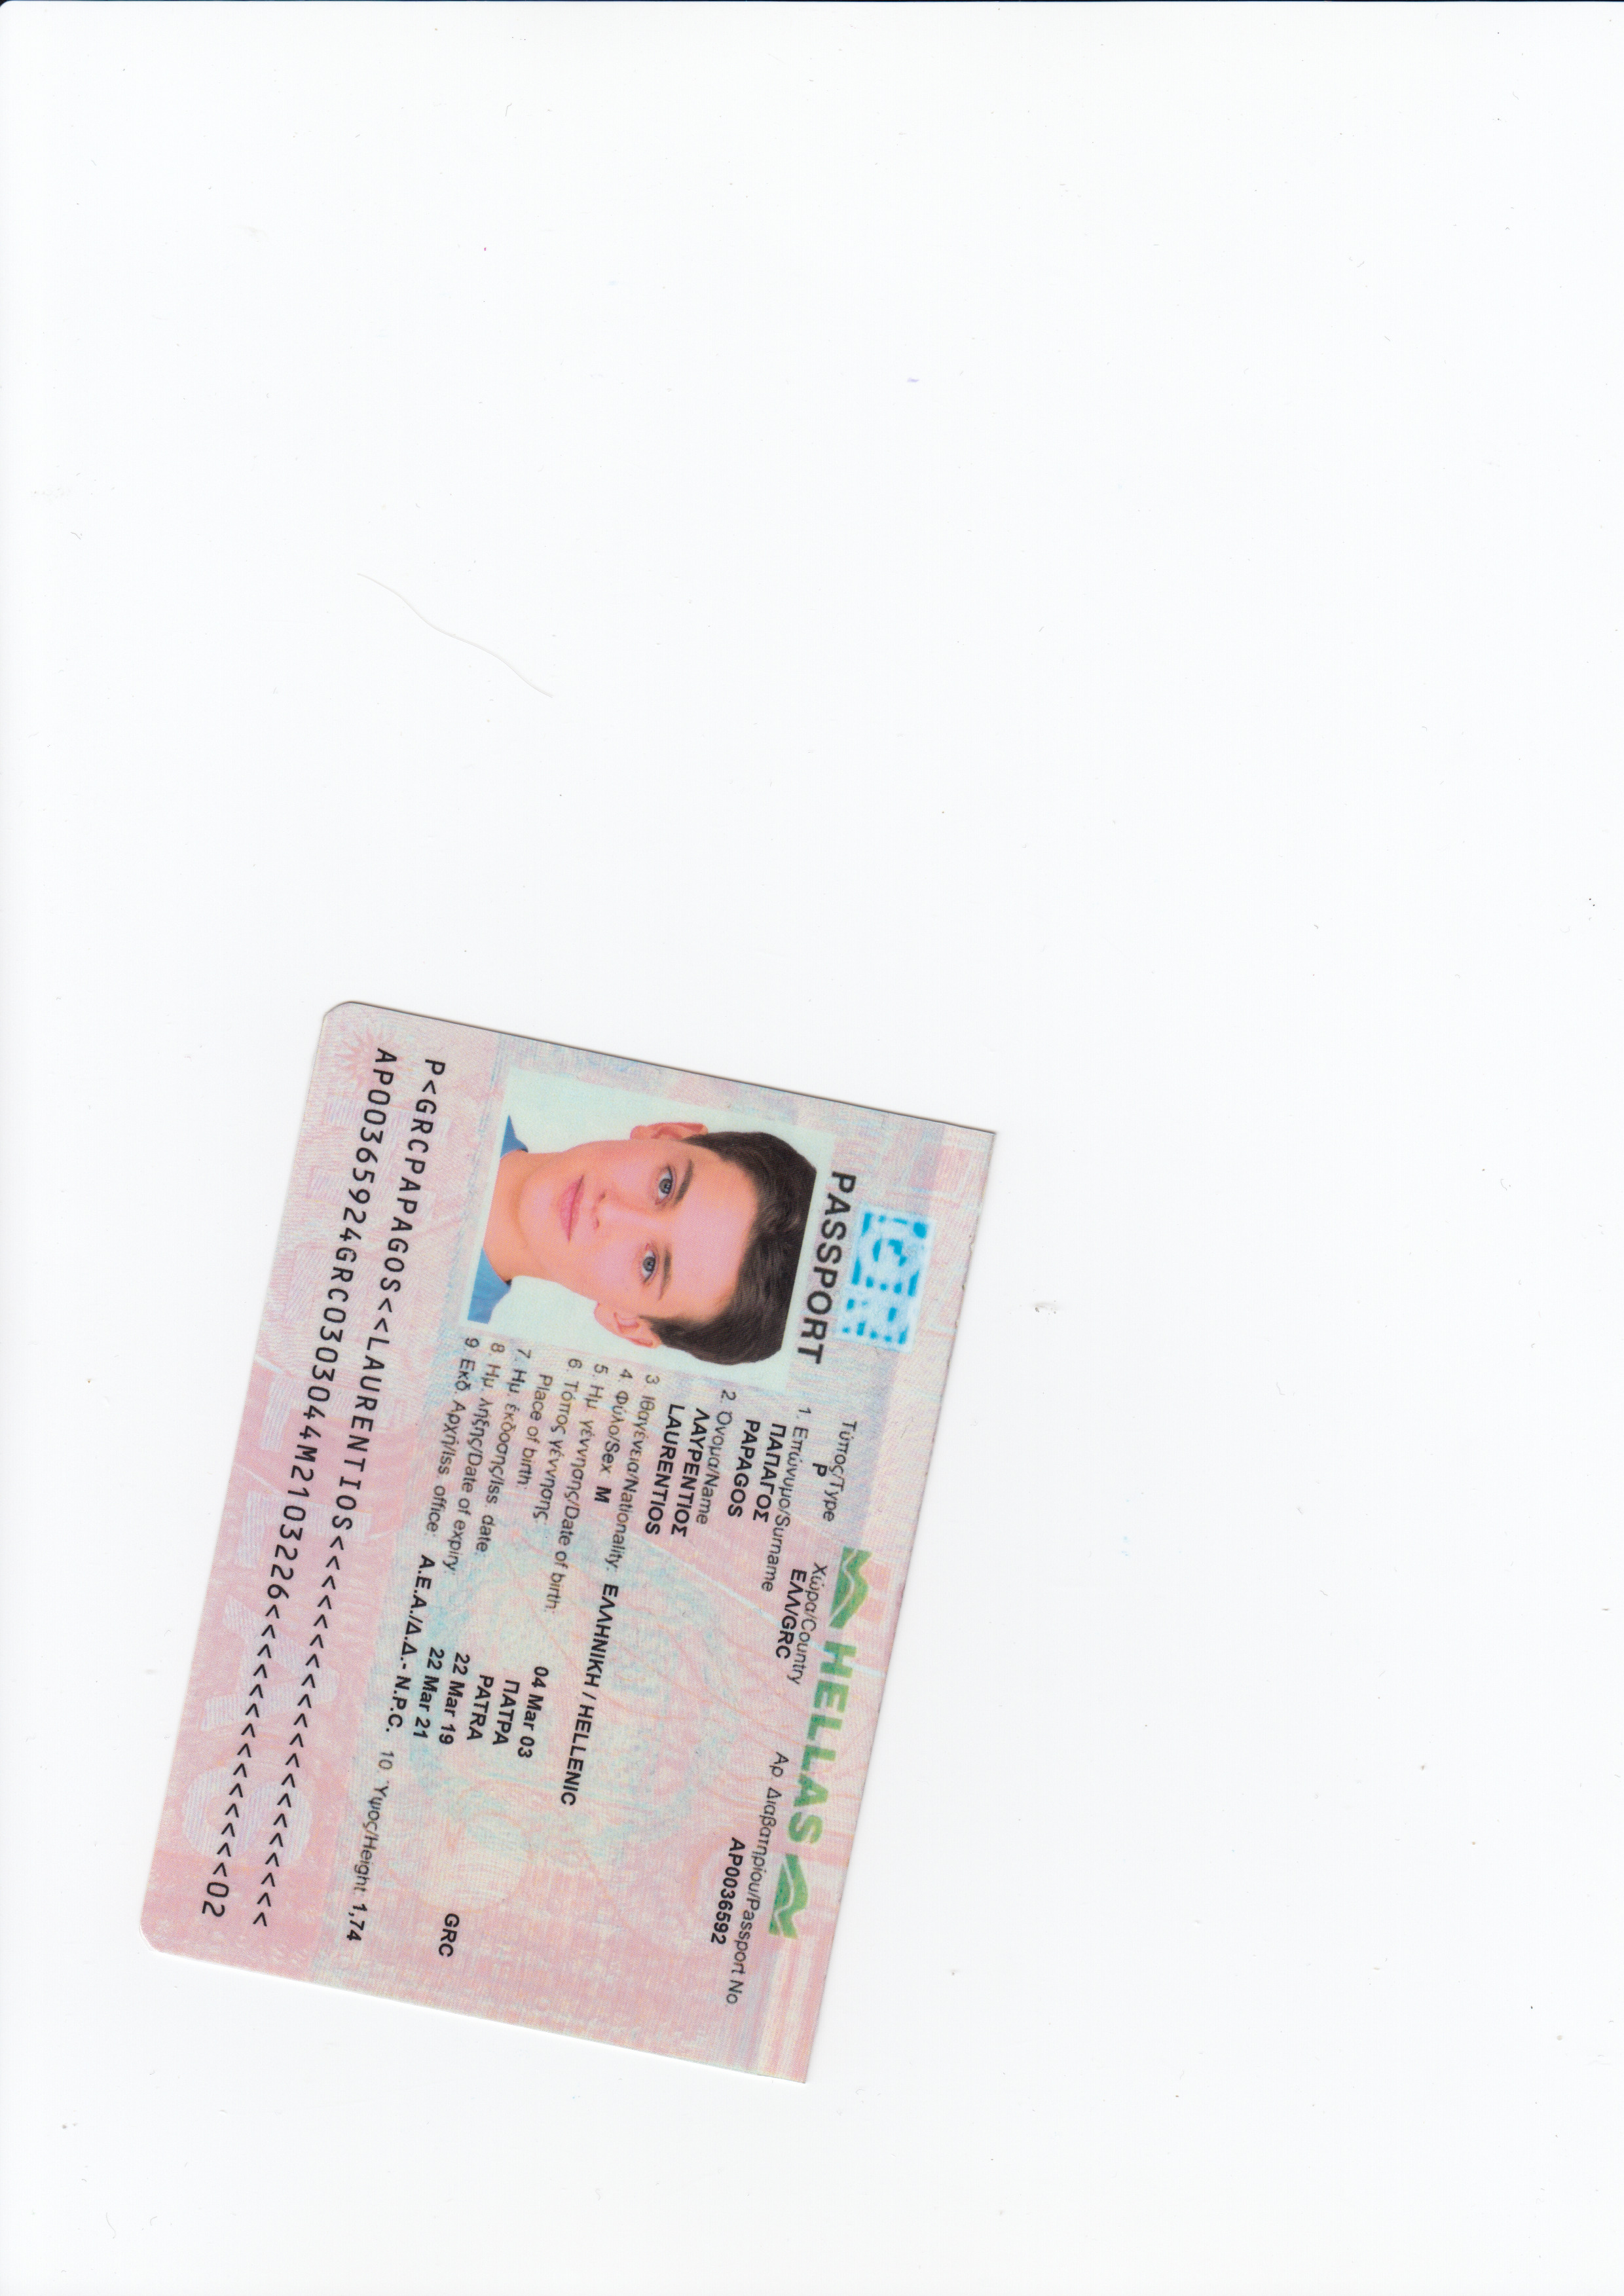 PASSPORT
HELLAS
Τύπος/Type
Χώρα/Country
Αρ. Διαβατηρίου/Passport No
P
ΕΛΛ/GRC
AP0036592
1. Επώνυμο/Surname
ΠΑΠΑΓΟΣ
PAPAGOS
2. Όνομα/Name
ΛΑΥΡΕΝΤΙΟΣ
LAURENTIOS
3. Ιθαγένεια/Nationality: ΕΛΛΗΝΙΚΗ / HELLENIC
4. Φύλο/Sex M
5. Ημ. γέννησης/Date of birth: 04 Mar 03
6. Τόπος γέννησης: ΠΑΤΡΑ
Place of birth: PATRA
7. Ημ. έκδοσης/Iss. date: 22 Mar 19
8. Ημ. λήξης/Date of expiry: 22 Mar 21
9. Εκδ. Αρχή/Iss. office: Α.Ε.Α./Δ.Δ.- N.P.C.
10. Ύψος/Height 1,74
GRC
P<GRCPAPAGOS<<LAURENTIOS<<<<<<<<<<<<<<<<<<<<
AP00365924GRC0303044M2103226<<<<<<<<<<<<<<02